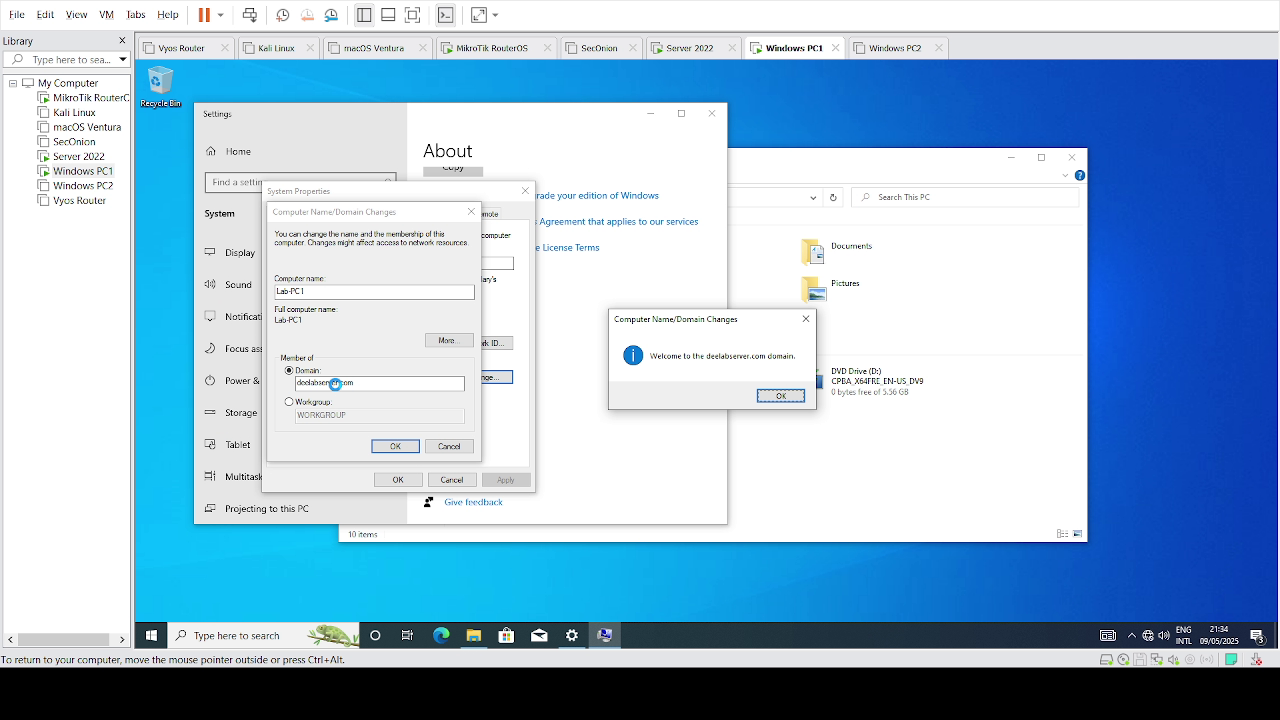 File Edit View VM Tabs Help
Library
Type here to sea...
My Computer
MikroTik RouterC
Kali Linux
macOS Ventura
SecOnion
Server 2022
Windows PC1
Windows PC2
Vyos Router
Vyos Router
Kali Linux
macOS Ventura
MikroTik RouterOS
SecOnion
Server 2022
Windows PC1
Windows PC2
Recycle Bin
Settings
Home
Find a settin
System
Display
Sound
Notificati
Focus ass
Power &
Storage
Tablet
Multitask
Projecting to this PC
About
Copy
rade your edition of Windows
s Agreement that applies to our services
e License Terms
Give feedback
System Properties
emote
omputer
ary's
rk ID...
nge...
OK
Cancel
Apply
Computer Name/Domain Changes
You can change the name and the membership of this
computer. Changes might affect access to network resources.
Computer name:
Lab-PC1
Full computer name:
Lab-PC1
More...
Member of
Domain:
deelabserver.com
Workgroup:
WORKGROUP
OK
Cancel
Computer Name/Domain Changes
Welcome to the deelabserver.com domain.
OK
Search This PC
Documents
Pictures
DVD Drive (D:)
CPBA_X64FRE_EN-US_DV9
0 bytes free of 5.56 GB
10 items
Type here to search
ENG
INTL
21:34
09/05/2025
3
To return to your computer, move the mouse pointer outside or press Ctrl+Alt.